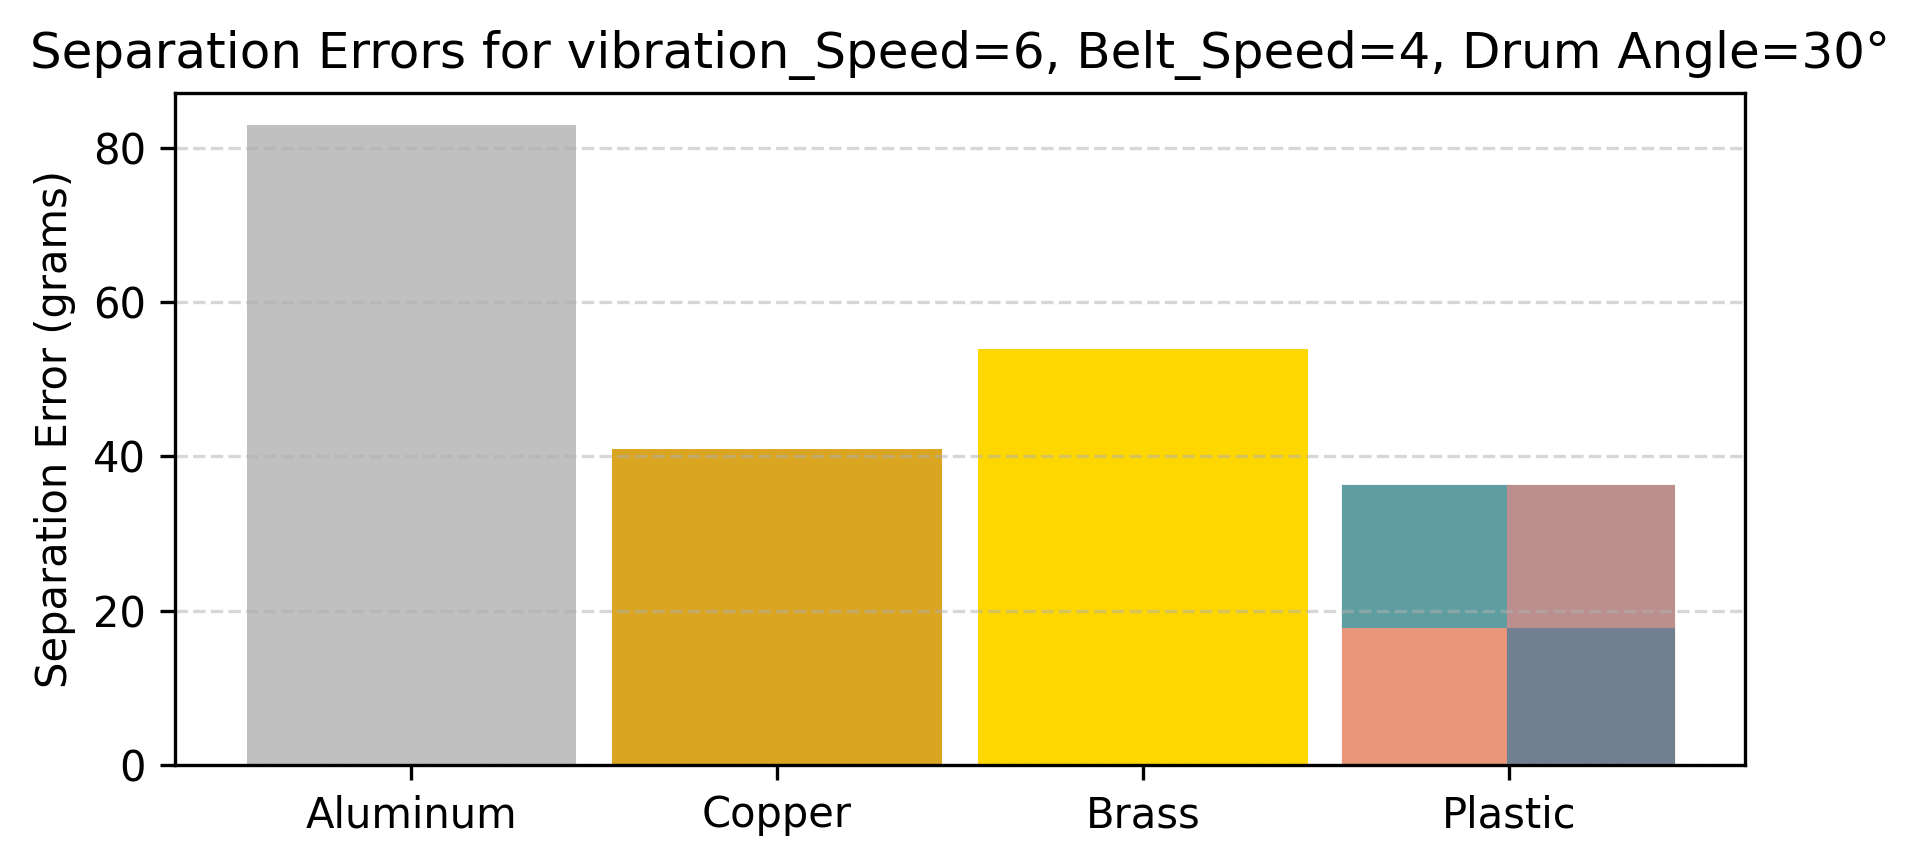 Separation Errors for vibration_Speed=6, Belt_Speed=4, Drum Angle=30°
Separation Error (grams)
80
60
40
20
0
Aluminum Copper Brass Plastic